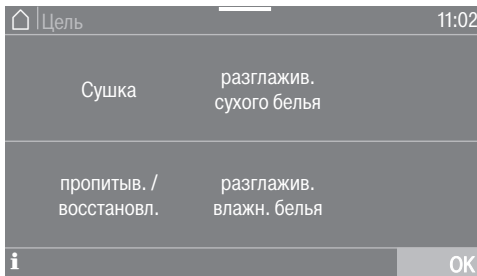 Цель 11:02
Сушка
разглажив.
сухого белья
пропитыв. /
восстановл.
разглажив.
влажн. белья
i OK